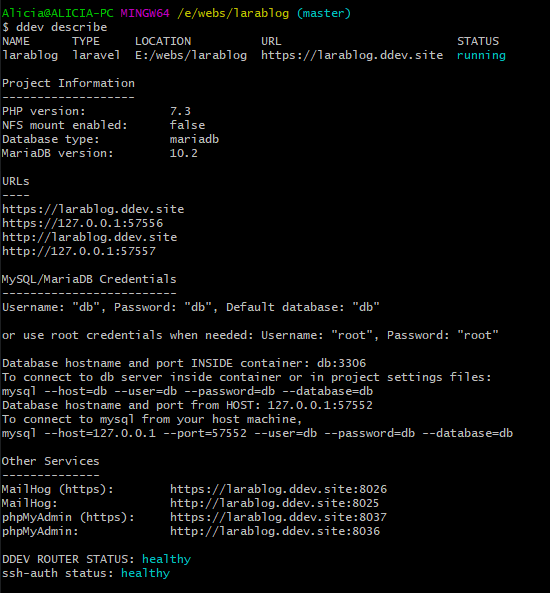 Alicia@ALICIA-PC MINGW64 /e/webs/larablog (master)
$ ddev describe
NAME TYPE LOCATION URL STATUS
larablog laravel E:/webs/larablog https://larablog.ddev.site running
Project Information
-------------------
PHP version: 7.3
NFS mount enabled: false
Database type: mariadb
MariaDB version: 10.2
URLs
----
https://larablog.ddev.site
https://127.0.0.1:57556
http://larablog.ddev.site
http://127.0.0.1:57557
MySQL/MariaDB Credentials
-------------------------
Username: "db", Password: "db", Default database: "db"
or use root credentials when needed: Username: "root", Password: "root"
Database hostname and port INSIDE container: db:3306
To connect to db server inside container or in project settings files:
mysql --host=db --user=db --password=db --database=db
Database hostname and port from HOST: 127.0.0.1:57552
To connect to mysql from your host machine,
mysql --host=127.0.0.1 --port=57552 --user=db --password=db --database=db
Other Services
--------------
MailHog (https): https://larablog.ddev.site:8026
MailHog: http://larablog.ddev.site:8025
phpMyAdmin (https): https://larablog.ddev.site:8037
phpMyAdmin: http://larablog.ddev.site:8036
DDEV ROUTER STATUS: healthy
ssh-auth status: healthy